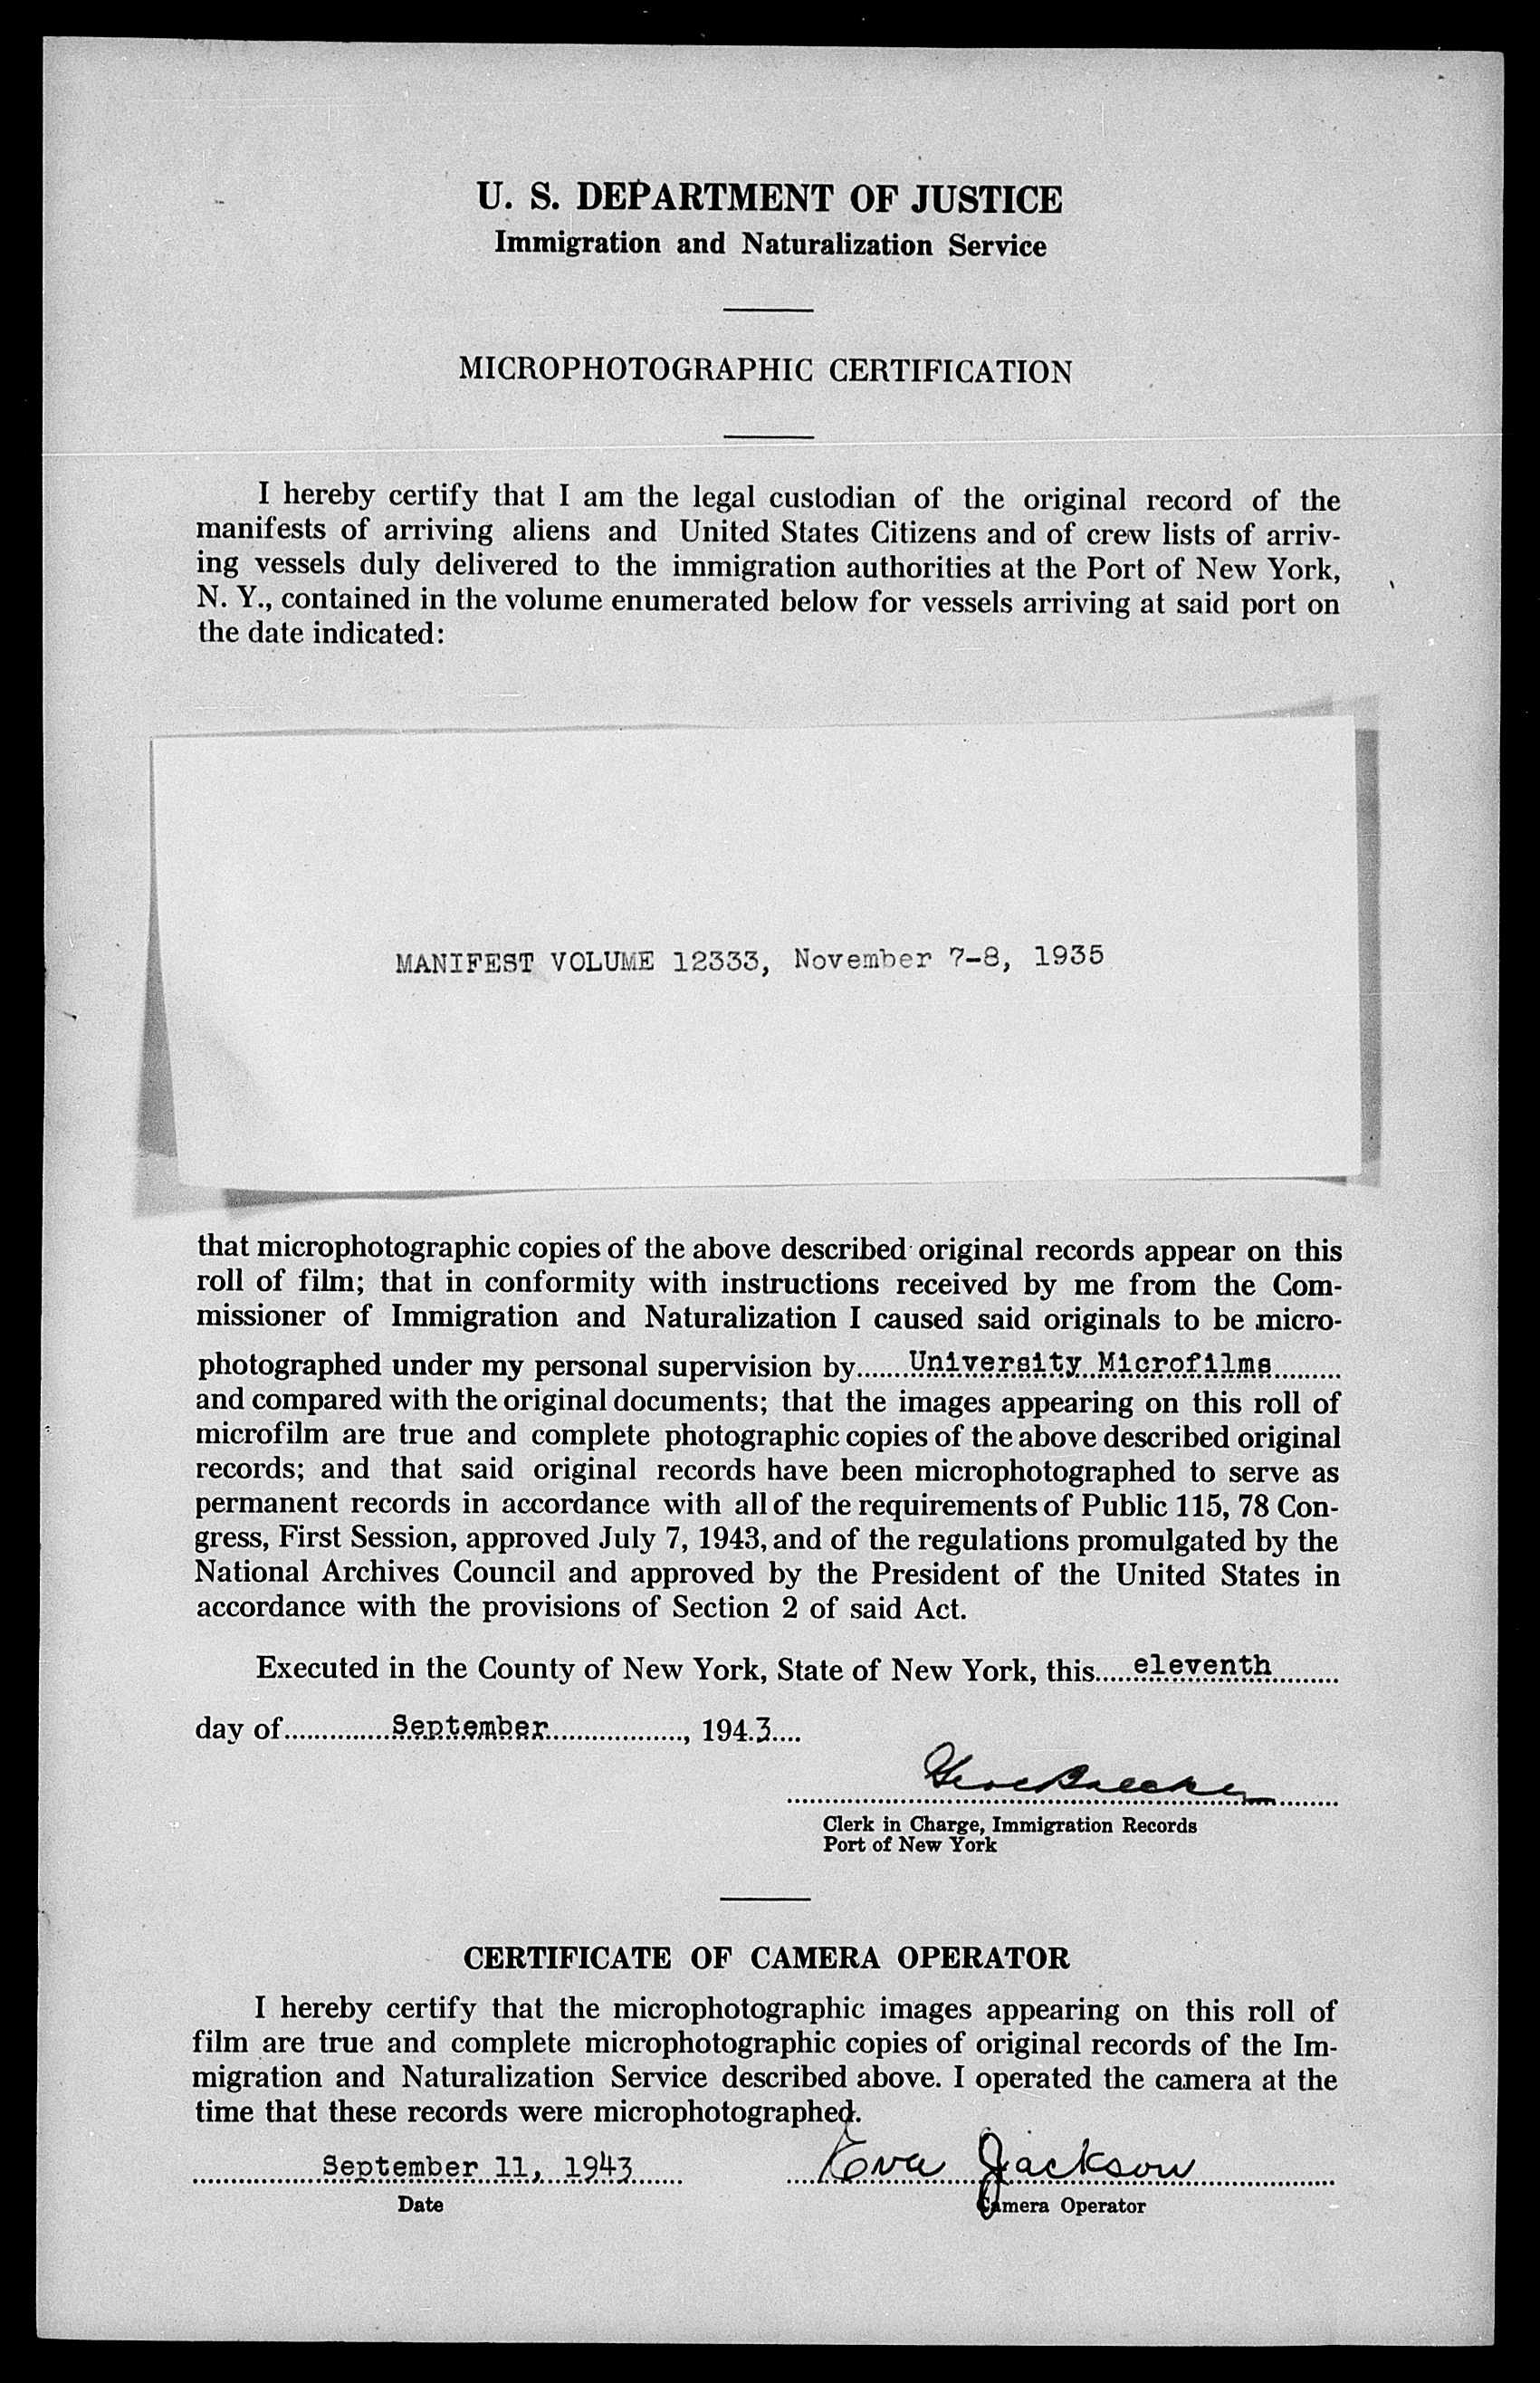 U. S. DEPARTMENT OF JUSTICE
Immigration and Naturalization Service
MICROPHOTOGRAPHIC CERTIFICATION
I hereby certify that I am the legal custodian of the original record of the
manifests of arriving aliens and United States Citizens and of crew lists of arriv-
ing vessels duly delivered to the immigration authorities at the Port of New York,
N. Y., contained in the volume enumerated below for vessels arriving at said port on
the date indicated:
MANIFEST VOLUME 12333, November 7-8, 1935
that microphotographic copies of the above described original records appear on this
roll of film; that in conformity with instructions received by me from the Com-
missioner of Immigration and Naturalization I caused said originals to be micro-
photographed under my personal supervision by......University Microfilms..........
and compared with the original documents; that the images appearing on this roll of
microfilm are true and complete photographic copies of the above described original
records; and that said original records have been microphotographed to serve as
permanent records in accordance with all of the requirements of Public 115, 78 Con-
gress, First Session, approved July 7, 1943, and of the regulations promulgated by the
National Archives Council and approved by the President of the United States in
accordance with the provisions of Section 2 of said Act.
Executed in the County of New York, State of New York, this.....eleventh.........
day of..............September.................., 194.3....
Clerk in Charge, Immigration Records
Port of New York
CERTIFICATE OF CAMERA OPERATOR
I hereby certify that the microphotographic images appearing on this roll of
film are true and complete microphotographic copies of original records of the Im-
migration and Naturalization Service described above. I operated the camera at the
time that these records were microphotographed.
September 11, 1943 Eva Jackson
Date Camera Operator